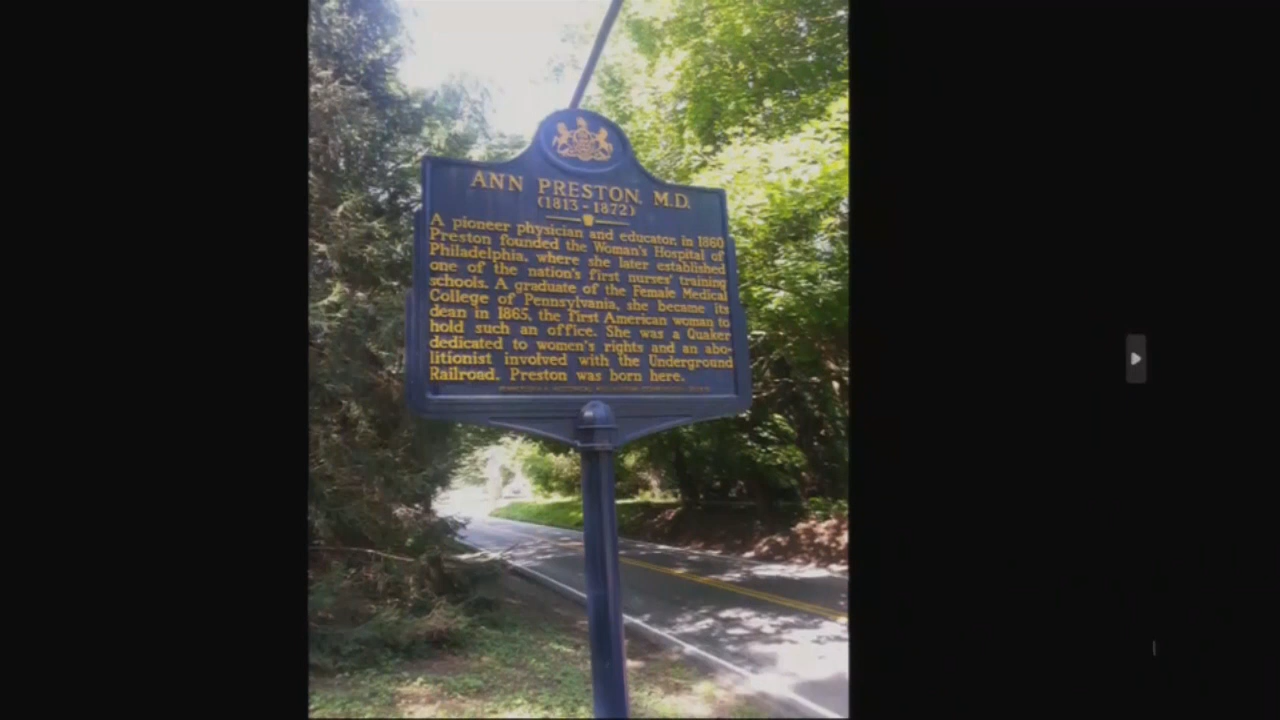 ANN PRESTON, M.D.
(1813-1872)
A pioneer physician and educator, in 1860
Preston founded the Woman's Hospital of
Philadelphia, where she later established
one of the nation's first nurses' training
schools. A graduate of the Female Medical
College of Pennsylvania, she became its
dean in 1865, the first American woman to
hold such an office. She was a Quaker
dedicated to women's rights and an abo-
litionist involved with the Underground
Railroad. Preston was born here.